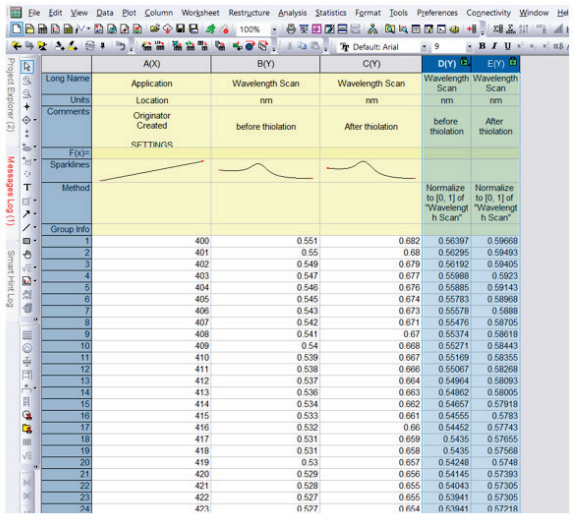 File Edit View Data Plot Column Worksheet Restructure Analysis Statistics Format Tools Preferences Connectivity Window
100% Default: Arial 9 B I U
Project Explorer (2)
Messages Log (1)
Smart Hint Log
A(X) B(Y) C(Y) D(Y) E(Y)
Long Name Application Wavelength Scan Wavelength Scan Wavelength Scan Wavelength Scan
Units Location nm nm nm nm
Comments Originator Created SETTINGS before thiolation After thiolation before thiolation After thiolation
F(x)=
Sparklines
Method Normalize to [0, 1] of "Wavelength Scan" Normalize to [0, 1] of "Wavelength Scan"
Group Info
1 400 0.551 0.682 0.56397 0.59668
2 401 0.55 0.68 0.56295 0.59493
3 402 0.549 0.679 0.56192 0.59405
4 403 0.547 0.677 0.55988 0.5923
5 404 0.546 0.676 0.55885 0.59143
6 405 0.545 0.674 0.55783 0.58968
7 406 0.543 0.673 0.55578 0.5888
8 407 0.542 0.671 0.55476 0.58705
9 408 0.541 0.67 0.55374 0.58618
10 409 0.54 0.668 0.55271 0.58443
11 410 0.539 0.667 0.55169 0.58355
12 411 0.538 0.666 0.55067 0.58268
13 412 0.537 0.664 0.54964 0.58093
14 413 0.536 0.663 0.54862 0.58005
15 414 0.534 0.662 0.54657 0.57918
16 415 0.533 0.661 0.54555 0.5783
17 416 0.532 0.66 0.54452 0.57743
18 417 0.531 0.659 0.5435 0.57655
19 418 0.531 0.658 0.5435 0.57568
20 419 0.53 0.657 0.54248 0.5748
21 420 0.529 0.656 0.54145 0.57393
22 421 0.528 0.655 0.54043 0.57305
23 422 0.527 0.655 0.53941 0.57305
24 423 0.527 0.654 0.53941 0.57218